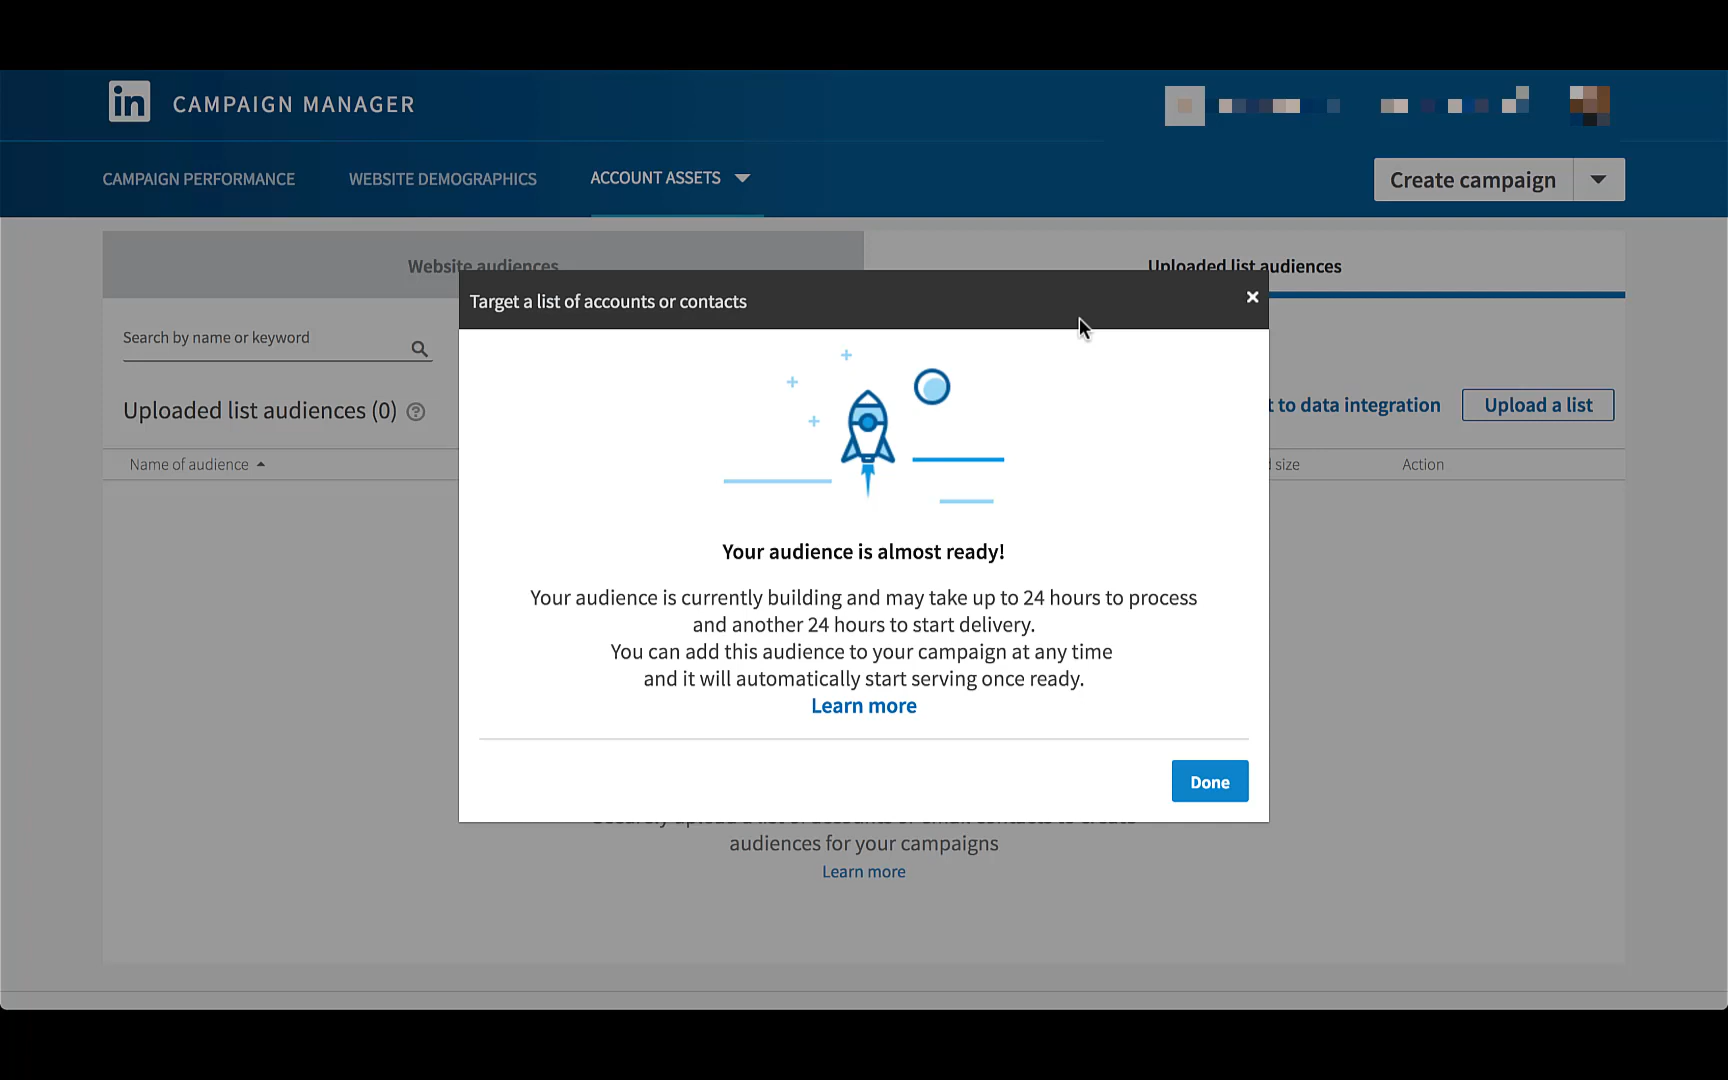 in CAMPAIGN MANAGER
CAMPAIGN PERFORMANCE WEBSITE DEMOGRAPHICS ACCOUNT ASSETS Create campaign
Website audiences Uploaded list audiences
Target a list of accounts or contacts
Search by name or keyword
Uploaded list audiences (0) ? t to data integration Upload a list
Name of audience size Action
Your audience is almost ready!
Your audience is currently building and may take up to 24 hours to process
and another 24 hours to start delivery.
You can add this audience to your campaign at any time
and it will automatically start serving once ready.
Learn more
Done
audiences for your campaigns
Learn more